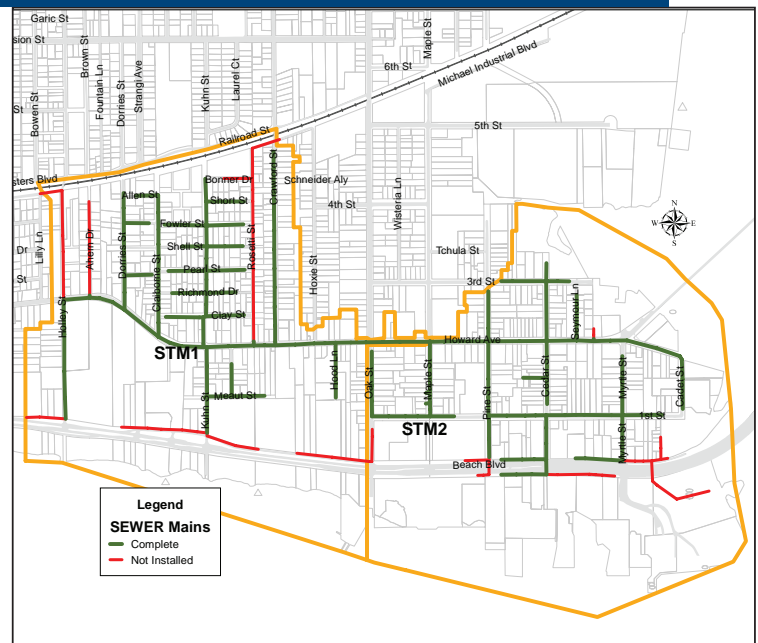 Garic St
sion St
Bowen St
Brown St
Fountain Ln
Dorries St
Strangi Ave
Kuhn St
Laurel Ct
Maple St
6th St
Michael Industrial Blvd
St
5th St
Railroad St
sters Blvd
Bonner Dr
Schneider Aly
Allen St
Short St
4th St
Crawford St
Wisteria Ln
Fowler St
Rosetti St
Dr
Lilly Ln
Ahern Dr
Dorries St
Claiborne St
Shell St
Hoxie St
Tchula St
St
Pearl St
3rd St
Richmond Dr
Seymour Ln
Holley St
Clay St
Howard Ave
STM1
Hood Ln
Oak St
Maple St
Pine St
Cedar St
Myrtle St
Cadet St
Kuhn St
Meaut St
1st St
STM2
Myrtle St
Beach Blvd
N
W
E
S
Legend
SEWER Mains
Complete
Not Installed